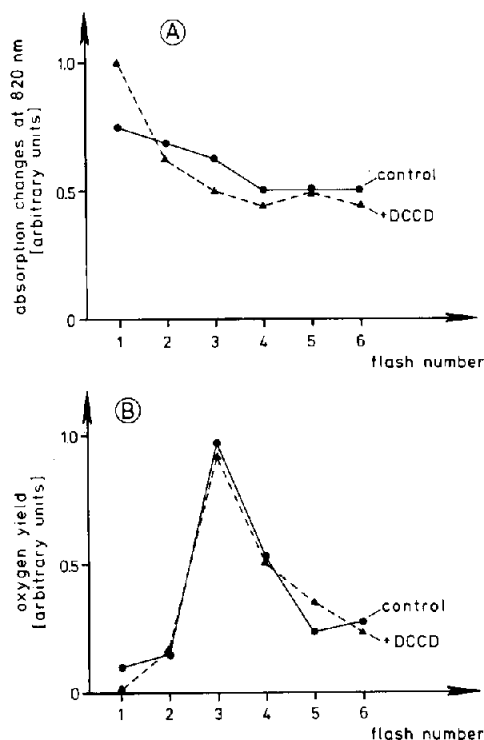 A
absorption changes at 820 nm
[arbitrary units]
1.0
0.5
0
control
+DCCD
1 2 3 4 5 6
flash number
B
oxygen yield
[arbitrary units]
1.0
0.5
0
control
+DCCD
1 2 3 4 5 6
flash number